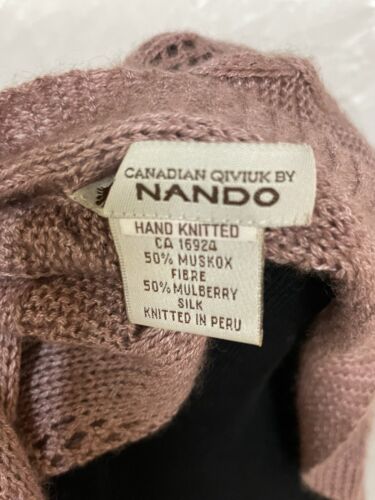 CANADIAN QIVIUK BY
NANDO
HAND KNITTED
CA 16924
50% MUSKOX
FIBRE
50% MULBERRY
SILK
KNITTED IN PERU